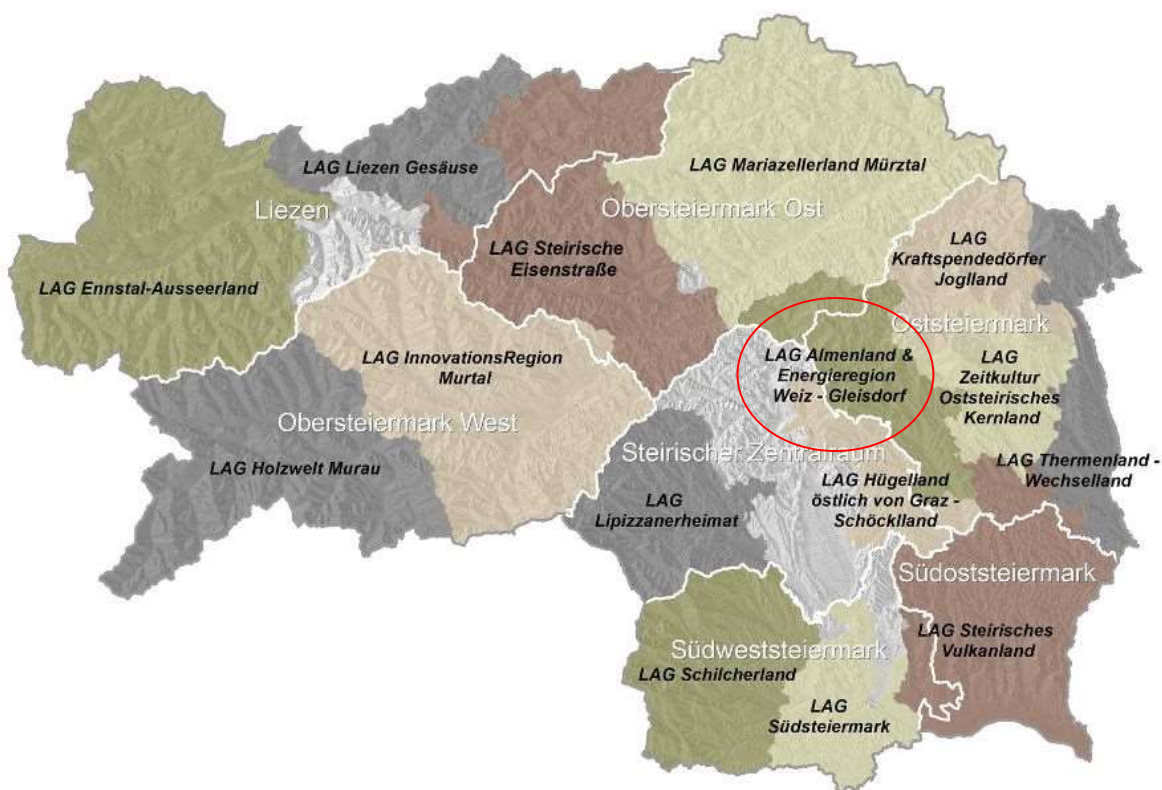 LAG Liezen Gesäuse
LAG Mariazellerland Mürztal
Liezen
Obersteiermark Ost
LAG Steirische
Eisenstraße
LAG
Kraftspendedörfer
Joglland
LAG Ennstal-Ausseerland
Oststeiermark
LAG InnovationsRegion
Murtal
LAG Almenland &
Energieregion
Weiz - Gleisdorf
LAG
Zeitkultur
Oststeirisches
Kernland
Obersteiermark West
Steirischer Zentralraum
LAG Holzwelt Murau
LAG Thermenland -
Wechselland
LAG
Lipizzanerheimat
LAG Hügelland
östlich von Graz -
Schöcklland
Südoststeiermark
Südweststeiermark
LAG Steirisches
Vulkanland
LAG Schilcherland
LAG
Südsteiermark